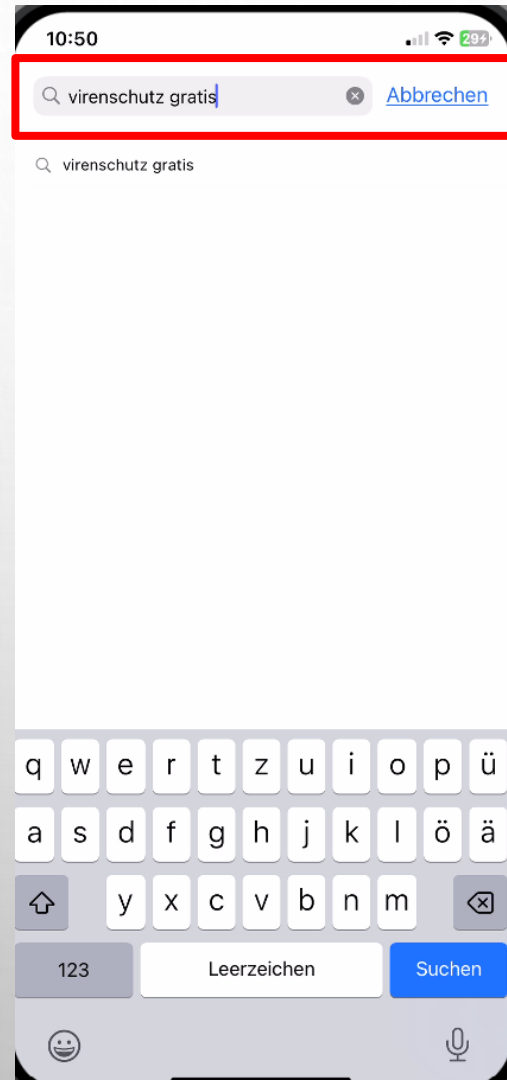 10:50 29
virenschutz gratis Abbrechen
virenschutz gratis
q w e r t z u i o p ü
a s d f g h j k l ö ä
y x c v b n m
123 Leerzeichen Suchen